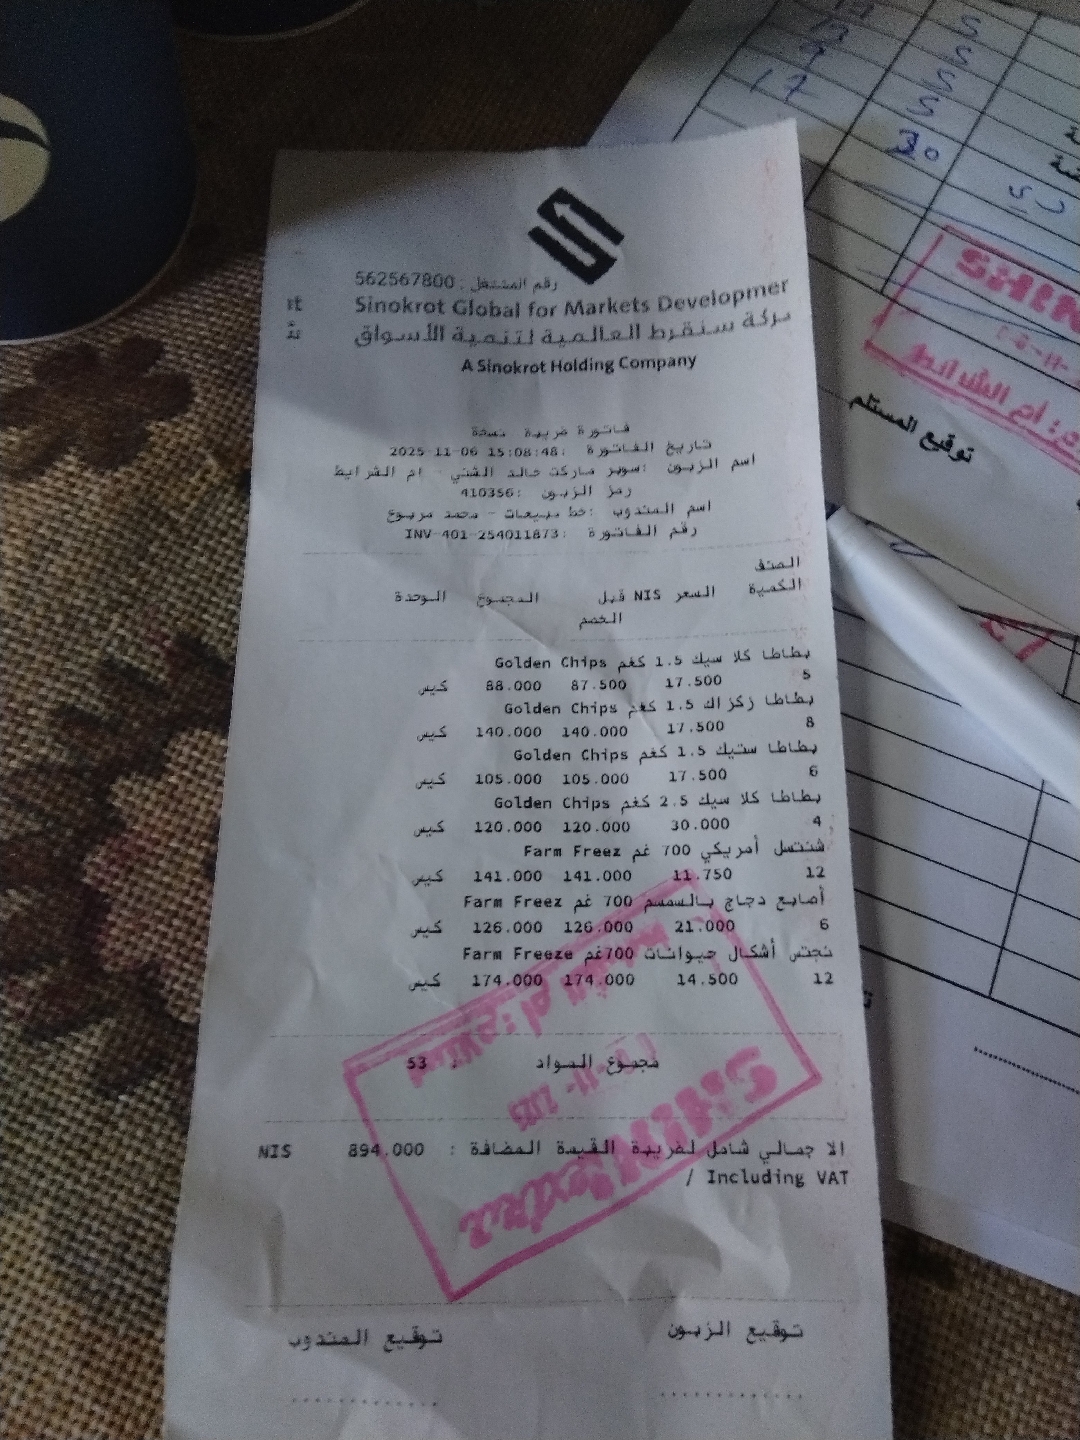 رقم المشتغل : 562567800
Sinokrot Global for Markets Developmer
ـركة سنقرط العالمية لتنمية الأسواق
A Sinokrot Holding Company
فاتورة ضريبية نسخة
تاريخ الفاتورة :2025-11-06 15:08:48
اسم الزبون :سوبر ماركت خالد الشني - ام الشرايط
رمز الزبون :410356
اسم المندوب :خط مبيعات - محمد مربوع
رقم الفاتورة :INV-401-254011873
الصنف
الكمية السعر NIS قبل المجموع الوحدة
الخصم
بطاطا كلاسيك 1.5 كغم Golden Chips
5 17.500 87.500 88.000 كيس
بطاطا زكزاك 1.5 كغم Golden Chips
8 17.500 140.000 140.000 كيس
بطاطا ستيك 1.5 كغم Golden Chips
6 17.500 105.000 105.000 كيس
بطاطا كلاسيك 2.5 كغم Golden Chips
4 30.000 120.000 120.000 كيس
شنتسل أمريكي 700 غم Farm Freez
12 11.750 141.000 141.000 كيس
أصابع دجاج بالسمسم 700 غم Farm Freez
6 21.000 126.000 126.000 كيس
نجتس أشكال حيوانات 700غم Farm Freeze
12 14.500 174.000 174.000 كيس
مجموع المواد : 53
الاجمالي شامل لضريبة القيمة المضافة : 894.000 NIS
/ Including VAT
توقيع الزبون توقيع المندوب
توقيع المستلم
17
30